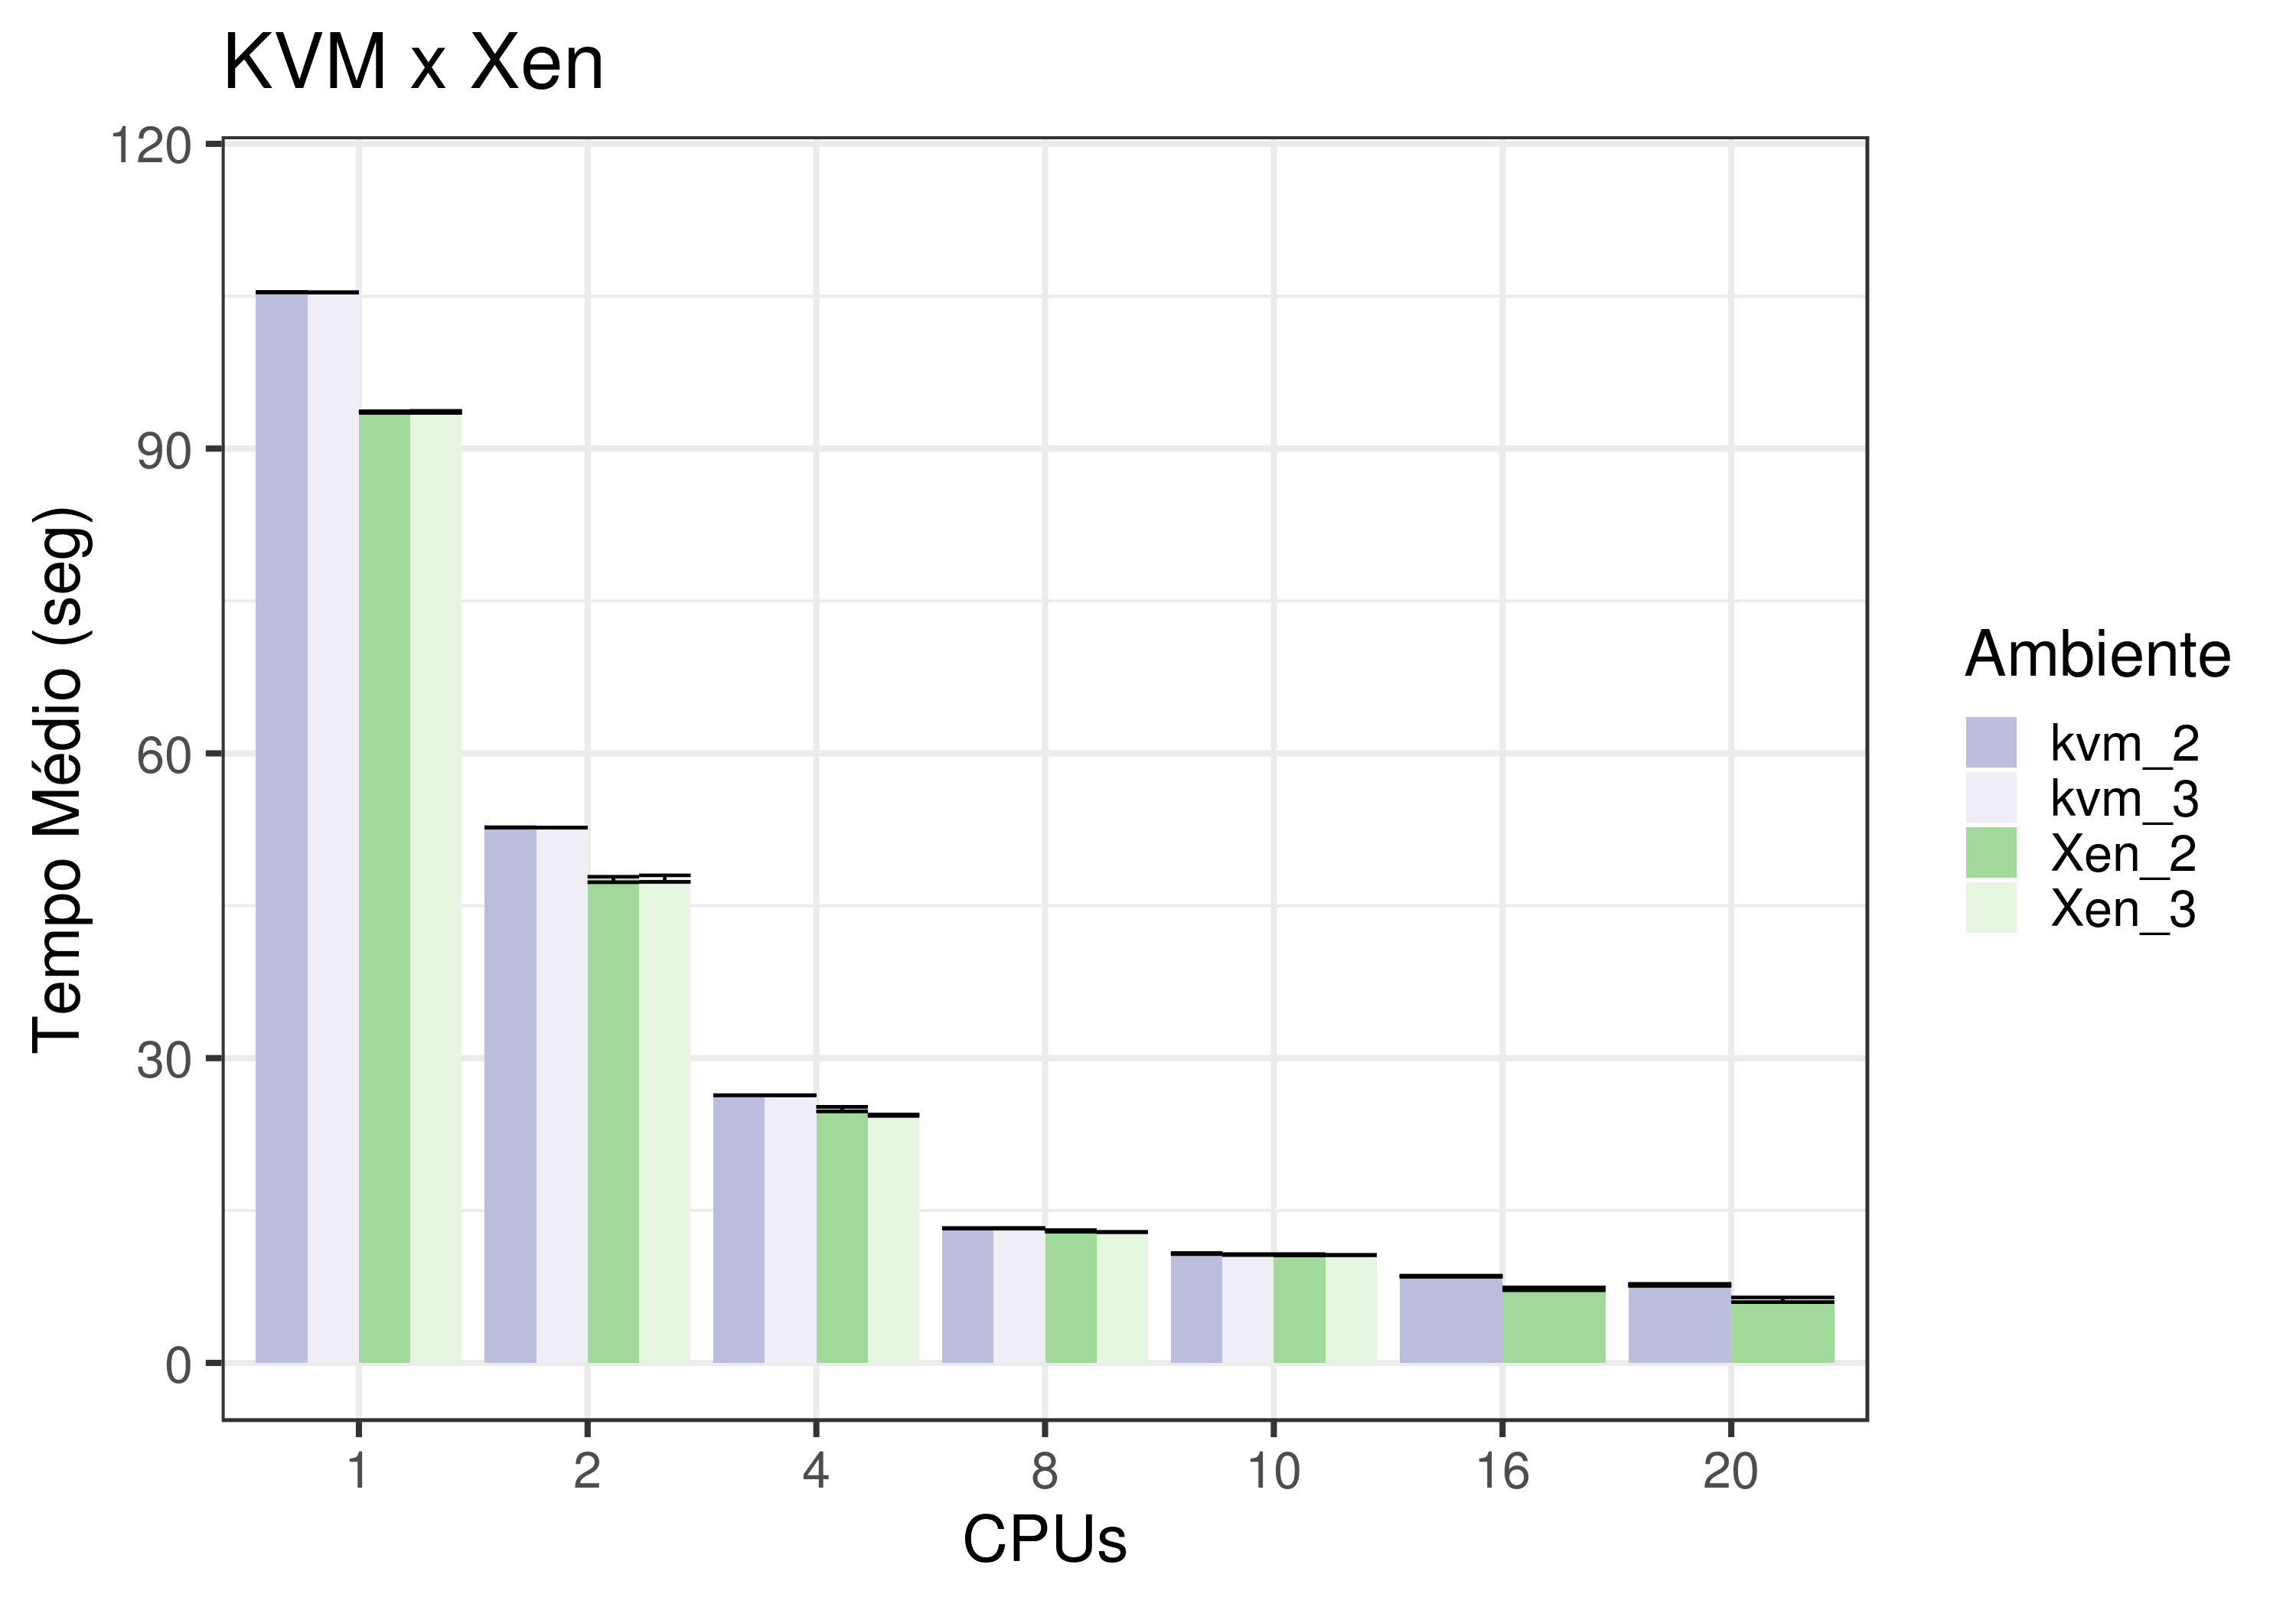 KVM x Xen
120
90
60
30
0
Tempo Médio (seg)
1 2 4 8 10 16 20
CPUs
Ambiente
kvm_2
kvm_3
Xen_2
Xen_3